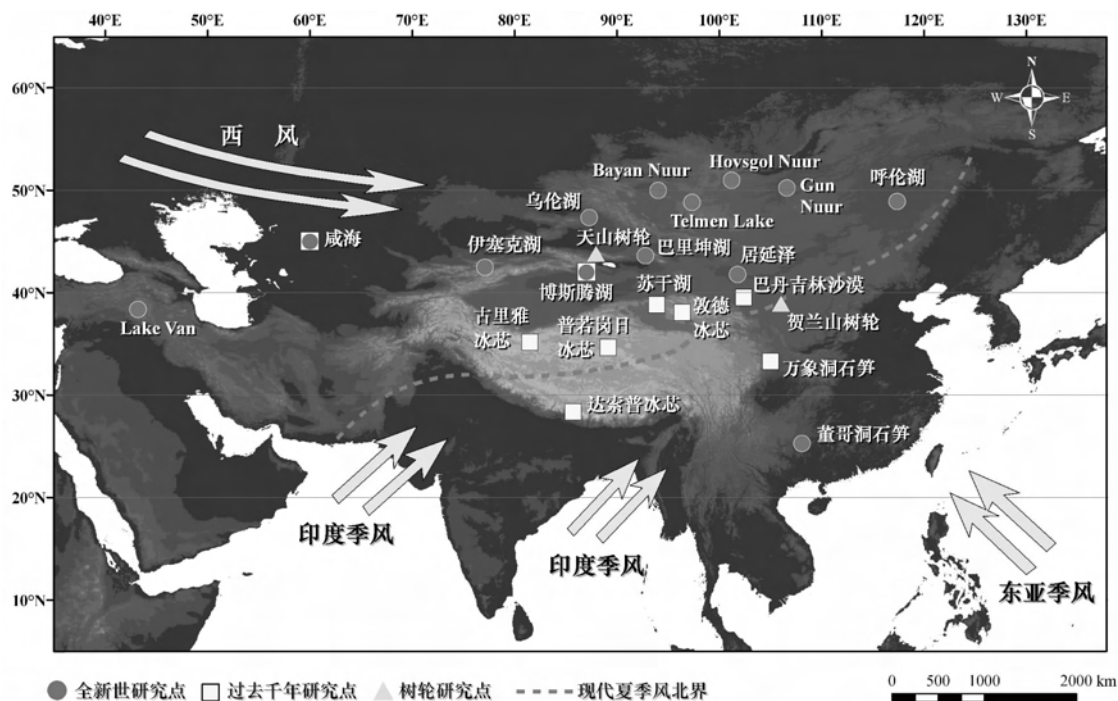 40°E 50°E 60°E 70°E 80°E 90°E 100°E 110°E 120°E 130°E
60°N
N
W E
S
西 风
50°N
Bayan Nuur
Hovsgol Nuur
Gun
Nuur
呼伦湖
乌伦湖
Telmen Lake
咸海
伊塞克湖
天山树轮
巴里坤湖
居延泽
40°N
博斯腾湖
苏干湖
巴丹吉林沙漠
Lake Van
古里雅
冰芯
普若岗日
冰芯
敦德
冰芯
贺兰山树轮
30°N
万象洞石笋
达索普冰芯
董哥洞石笋
20°N
印度季风
印度季风
东亚季风
10°N
全新世研究点
过去千年研究点
树轮研究点
现代夏季风北界
0 500 1000 2000 km